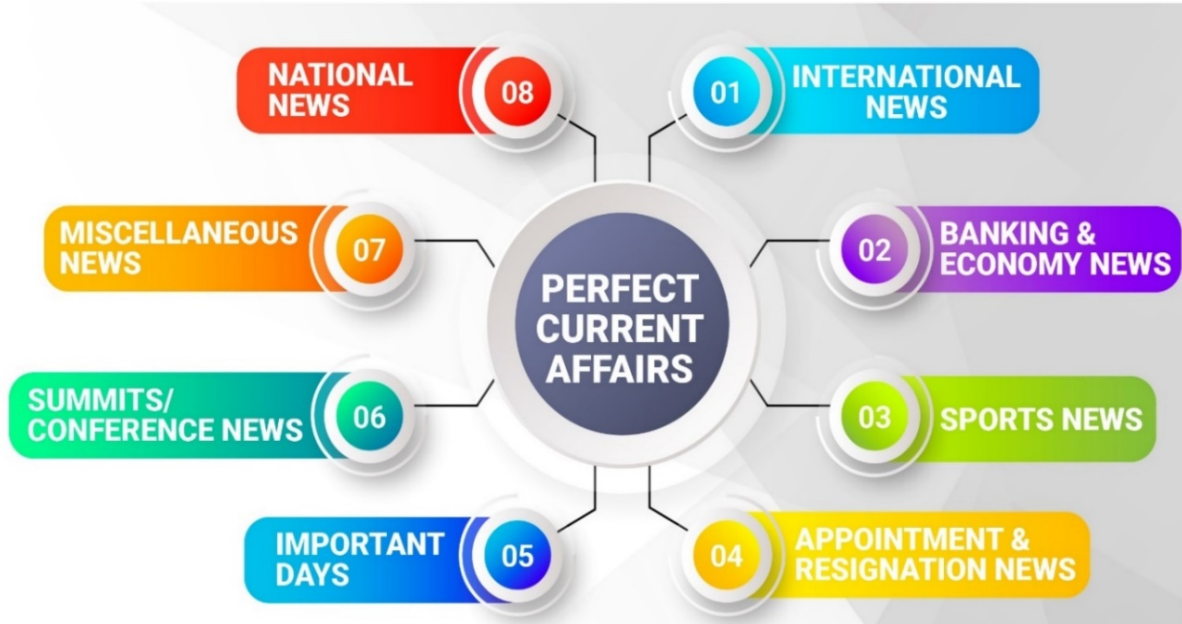 PERFECT
CURRENT
AFFAIRS
01
INTERNATIONAL
NEWS
02
BANKING &
ECONOMY NEWS
03
SPORTS NEWS
04
APPOINTMENT &
RESIGNATION NEWS
05
IMPORTANT
DAYS
06
SUMMITS/
CONFERENCE NEWS
07
MISCELLANEOUS
NEWS
08
NATIONAL
NEWS